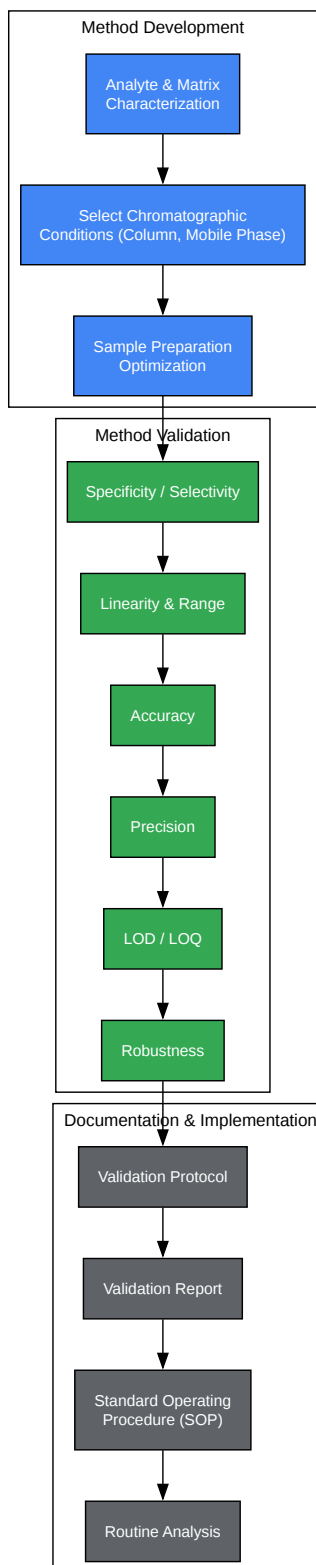 Method Development
Analyte & Matrix
Characterization
Select Chromatographic
Conditions (Column, Mobile Phase)
Sample Preparation
Optimization
Method Validation
Specificity / Selectivity
Linearity & Range
Accuracy
Precision
LOD / LOQ
Robustness
Documentation & Implementation
Validation Protocol
Validation Report
Standard Operating
Procedure (SOP)
Routine Analysis